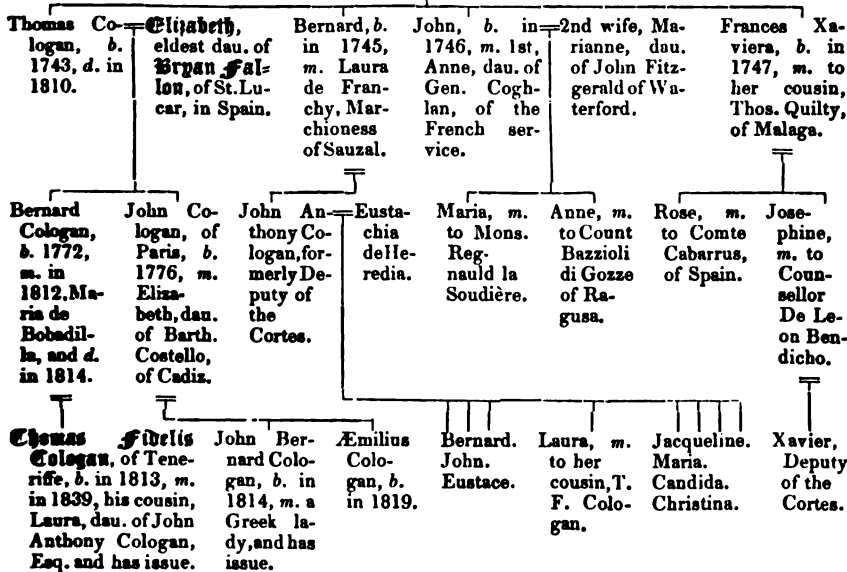 Thomas Co-
logan, b.
1743, d. in
1810.
Elizabeth,
eldest dau. of
Bryan Fal-
lon, of St. Lu-
car, in Spain.
Bernard, b.
in 1745,
m. Laura
de Fran-
chy, Mar-
chioness
of Sauzal.
John, b. in
1746, m. 1st,
Anne, dau. of
Gen. Cogh-
lan, of the
French ser-
vice.
2nd wife, Ma-
rianne, dau.
of John Fitz-
gerald of Wa-
terford.
Frances Xa-
viera, b. in
1747, m. to
her cousin,
Thos. Quilty,
of Malaga.
Bernard
Cologan,
b. 1772,
m. in
1812, Ma-
ria de
Bobadil-
la, and d.
in 1814.
John Co-
logan, of
Paris, b.
1776, m.
Eliza-
beth, dau.
of Barth.
Costello,
of Cadiz.
John An-
thony Co-
logan, for-
merly De-
puty of
the
Cortes.
Eusta-
chia
de He-
redia.
Maria, m.
to Mons.
Reg-
nauld la
Soudière.
Anne, m.
to Count
Bazzioli
di Gozze
of Ra-
gusa.
Rose, m.
to Comte
Cabarrus,
of Spain.
Jose-
phine,
m. to
Coun-
sellor
De Le-
on Ben-
dicho.
Thomas Fidelis
Cologan, of Tene-
riffe, b. in 1813, m.
in 1839, his cousin,
Laura, dau. of John
Anthony Cologan,
Esq. and has issue.
John Ber-
nard Colo-
gan, b. in
1814, m. a
Greek la-
dy, and has
issue.
Æmilius
Colo-
gan, b.
in 1819.
Bernard.
John.
Eustace.
Laura, m.
to her
cousin, T.
F. Colo-
gan.
Jacqueline.
Maria.
Candida.
Christina.
Xavier,
Deputy
of the
Cortes.